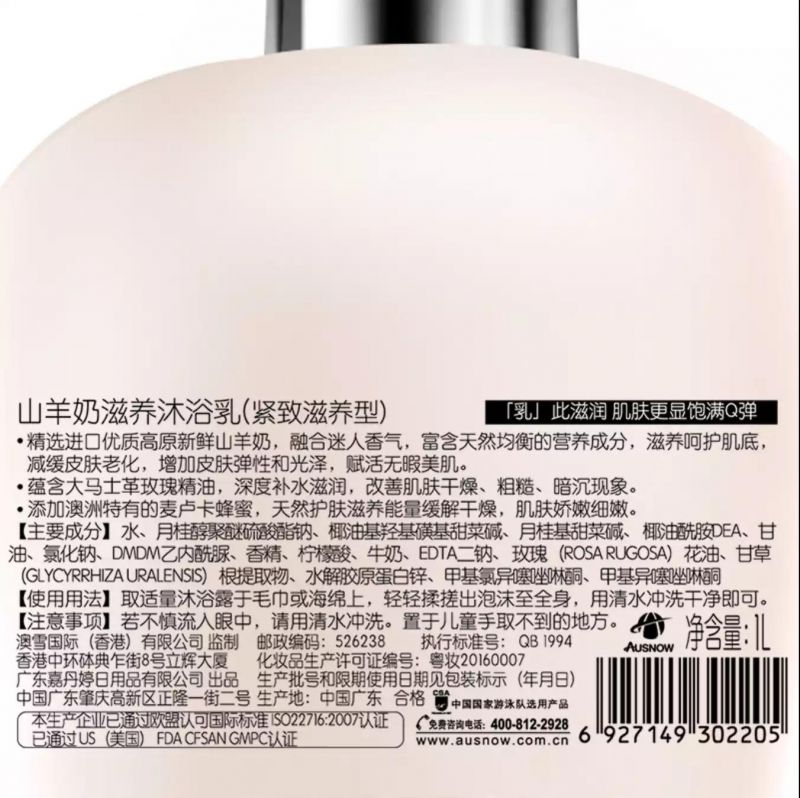 山羊奶滋养沐浴乳(紧致滋养型)
「乳」此滋润 肌肤更显饱满Q弹
•精选进口优质高原新鲜山羊奶，融合迷人香气，富含天然均衡的营养成分，滋养呵护肌底，
减缓皮肤老化，增加皮肤弹性和光泽，赋活无暇美肌。
•蕴含大马士革玫瑰精油，深度补水滋润，改善肌肤干燥、粗糙、暗沉现象。
•添加澳洲特有的麦卢卡蜂蜜，天然护肤滋养能量缓解干燥，肌肤娇嫩细嫩。
【主要成分】水、月桂醇聚醚硫酸酯钠、椰油基羟基磺基甜菜碱、月桂基甜菜碱、椰油酰胺DEA、甘
油、氯化钠、DMDM乙内酰脲、香精、柠檬酸、牛奶、EDTA二钠、玫瑰（ROSA RUGOSA）花油、甘草
（GLYCYRRHIZA URALENSIS）根提取物、水解胶原蛋白锌、甲基氯异噻唑啉酮、甲基异噻唑啉酮
【使用用法】取适量沐浴露于毛巾或海绵上，轻轻揉搓出泡沫至全身，用清水冲洗干净即可。
【注意事项】若不慎流入眼中，请用清水冲洗。置于儿童手取不到的地方。
澳雪国际（香港）有限公司 监制 邮政编码：526238 执行标准号：QB 1994
香港中环砵典乍街8号立辉大厦 化妆品生产许可证编号：粤妆20160007
广东嘉丹婷日用品有限公司 出品 生产批号和限期使用日期见包装标示（年月日）
中国广东肇庆高新区正隆一街二号 生产地：中国广东 合格
本生产企业已通过欧盟认可国际标准 ISO22716:2007认证
已通过US（美国） FDA CFSAN GMPC认证
CSA
中国国家游泳队选用产品
免费咨询电话：400-812-2928
www.ausnow.com.cn
AUSNOW
净含量：1L
6 927149 302205